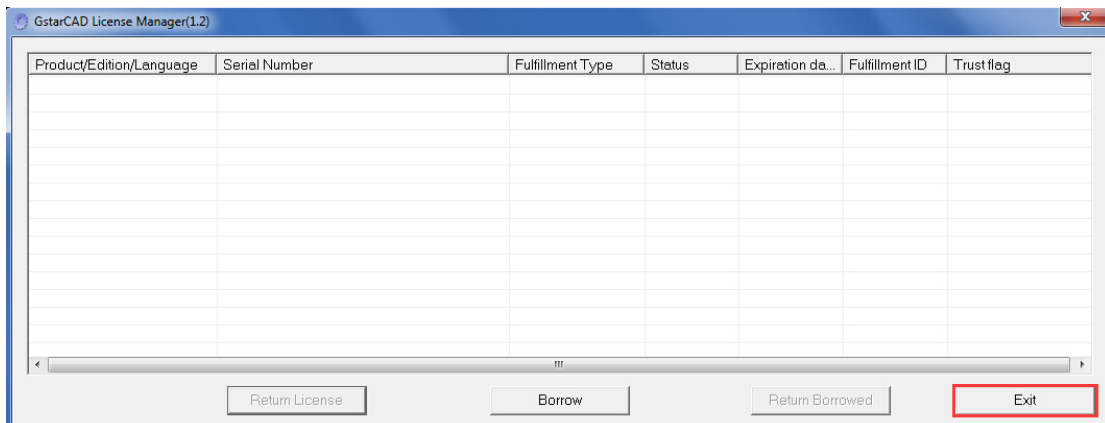 GstarCAD License Manager(1.2)
Product/Edition/Language Serial Number Fulfillment Type Status Expiration da... Fulfillment ID Trust flag
Return License Borrow Return Borrowed Exit